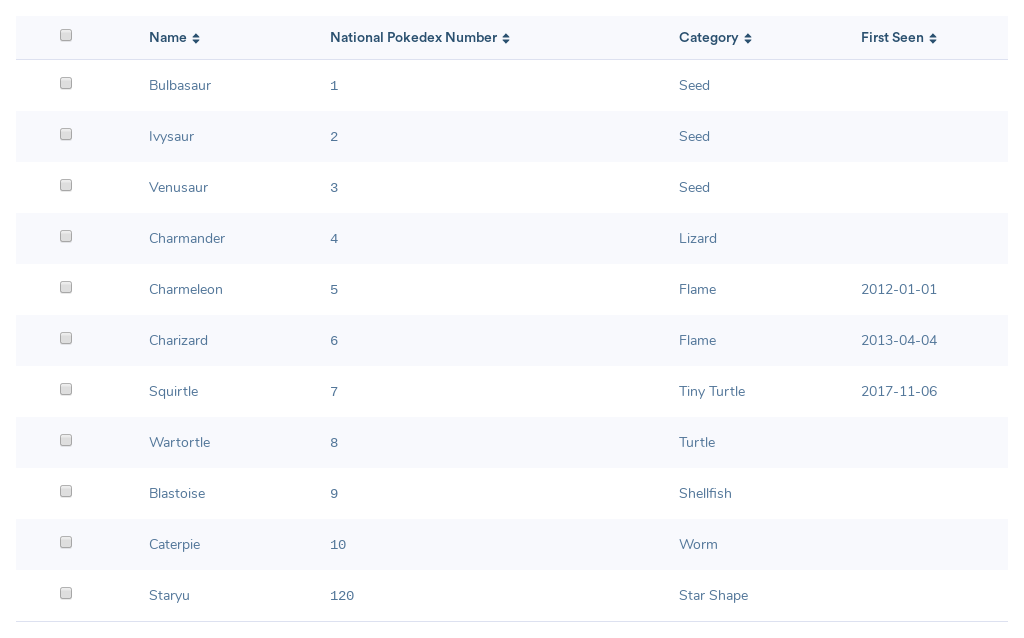 Name National Pokedex Number Category First Seen
Bulbasaur 1 Seed
Ivysaur 2 Seed
Venusaur 3 Seed
Charmander 4 Lizard
Charmeleon 5 Flame 2012-01-01
Charizard 6 Flame 2013-04-04
Squirtle 7 Tiny Turtle 2017-11-06
Wartortle 8 Turtle
Blastoise 9 Shellfish
Caterpie 10 Worm
Staryu 120 Star Shape